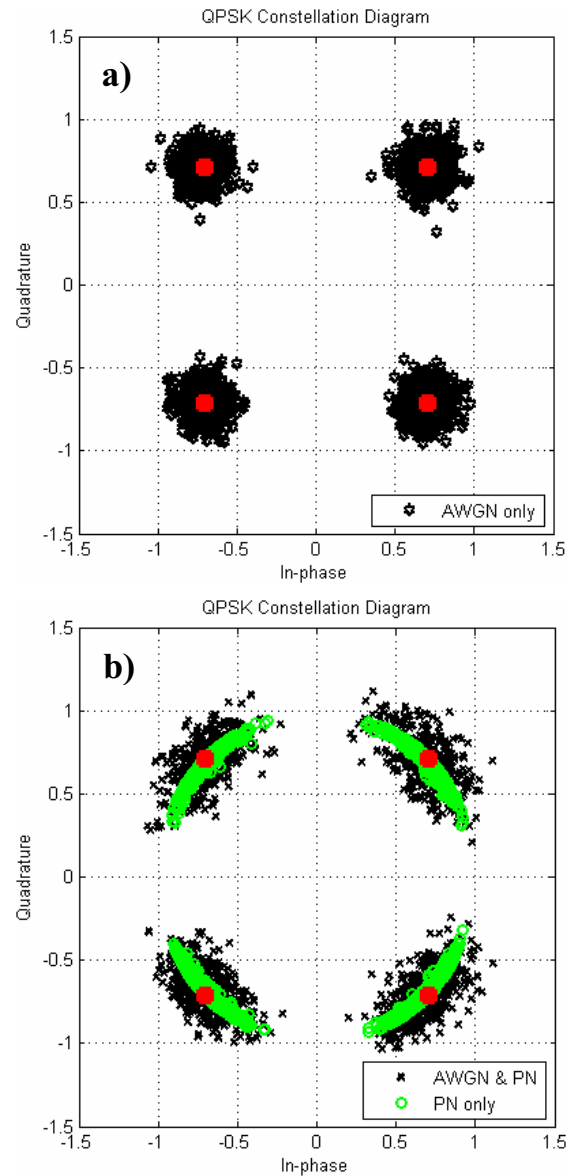 QPSK Constellation Diagram
a)
1.5
1
0.5
0
-0.5
-1
-1.5
Quadrature
AWGN only
-1.5 -1 -0.5 0 0.5 1 1.5
In-phase
QPSK Constellation Diagram
b)
1.5
1
0.5
0
-0.5
-1
-1.5
Quadrature
AWGN & PN
PN only
-1.5 -1 -0.5 0 0.5 1 1.5
In-phase